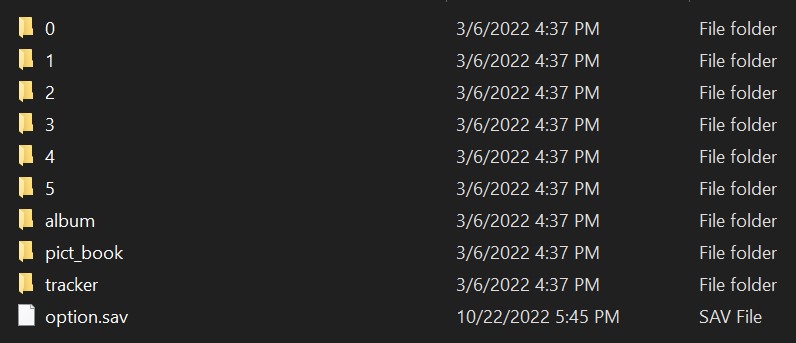 0 3/6/2022 4:37 PM File folder
1 3/6/2022 4:37 PM File folder
2 3/6/2022 4:37 PM File folder
3 3/6/2022 4:37 PM File folder
4 3/6/2022 4:37 PM File folder
5 3/6/2022 4:37 PM File folder
album 3/6/2022 4:37 PM File folder
pict_book 3/6/2022 4:37 PM File folder
tracker 3/6/2022 4:37 PM File folder
option.sav 10/22/2022 5:45 PM SAV File